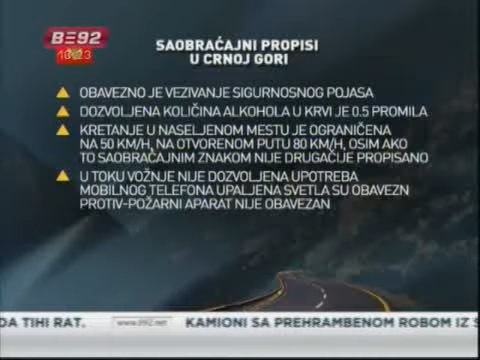 B92
10:23
SAOBRAĆAJNI PROPISI
U CRNOJ GORI
OBAVEZNO JE VEZIVANJE SIGURNOSNOG POJASA
DOZVOLJENA KOLIČINA ALKOHOLA U KRVI JE 0.5 PROMILA
KRETANJE U NASELJENOM MESTU JE OGRANIČENA
NA 50 KM/H, NA OTVORENOM PUTU 80 KM/H, OSIM AKO
TO SAOBRAĆAJNIM ZNAKOM NIJE DRUGAČIJE PROPISANO
U TOKU VOŽNJE NIJE DOZVOLJENA UPOTREBA
MOBILNOG TELEFONA UPALJENA SVETLA SU OBAVEZN
PROTIV-POŽARNI APARAT NIJE OBAVEZAN
DA TIHI RAT. www.B92.net KAMIONI SA PREHRAMBENOM ROBOM IZ S